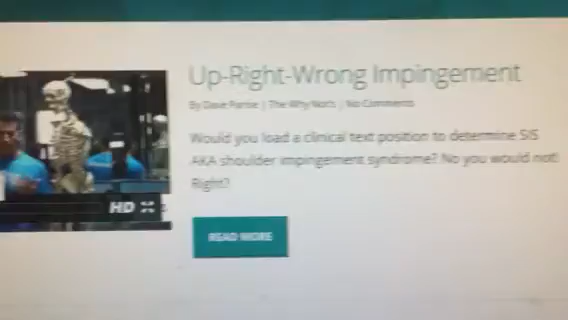 Up-Right-Wrong Impingement
By Dave Parise | The Why Nots | No Comments
Would you load a clinical text position to determine SIS
AKA shoulder impingement syndrome? No you would not!
Right?
HD
READ MORE